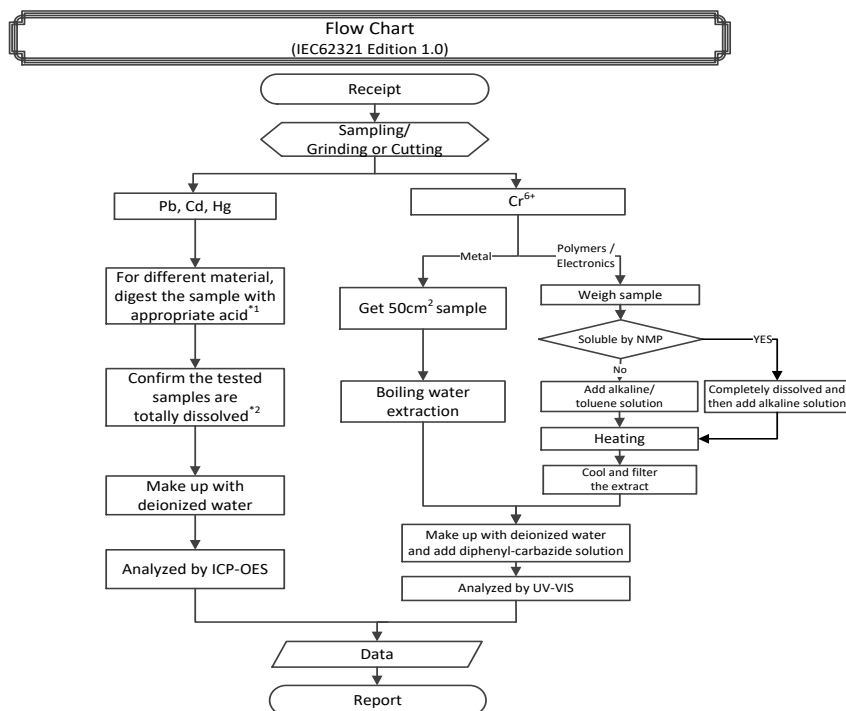 Flow Chart
(IEC62321 Edition 1.0)
Receipt
Sampling/
Grinding or Cutting
Pb, Cd, Hg
Cr⁶⁺
Metal
Polymers /
Electronics
For different material,
digest the sample with
appropriate acid*¹
Get 50cm² sample
Weigh sample
Soluble by NMP
YES
No
Confirm the tested
samples are
totally dissolved*²
Boiling water
extraction
Add alkaline/
toluene solution
Completely dissolved and
then add alkaline solution
Heating
Cool and filter
the extract
Make up with
deionized water
Make up with deionized water
and add diphenyl-carbazide solution
Analyzed by ICP-OES
Analyzed by UV-VIS
Data
Report